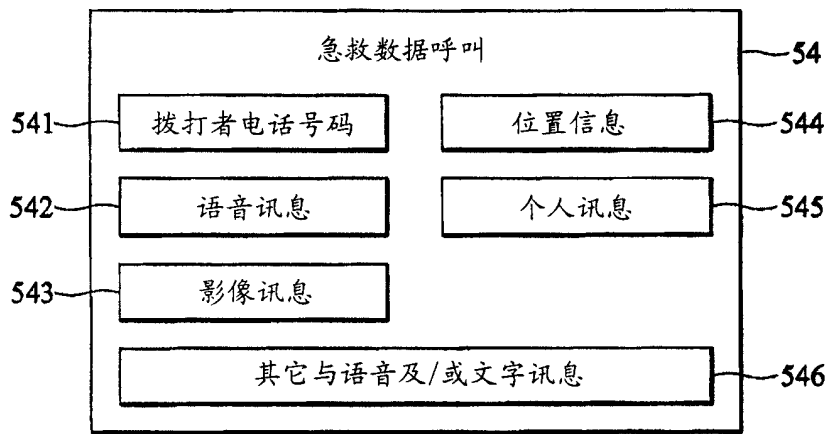 急救数据呼叫
54
541
拨打者电话号码
位置信息
544
542
语音讯息
个人讯息
545
543
影像讯息
其它与语音及/或文字讯息
546